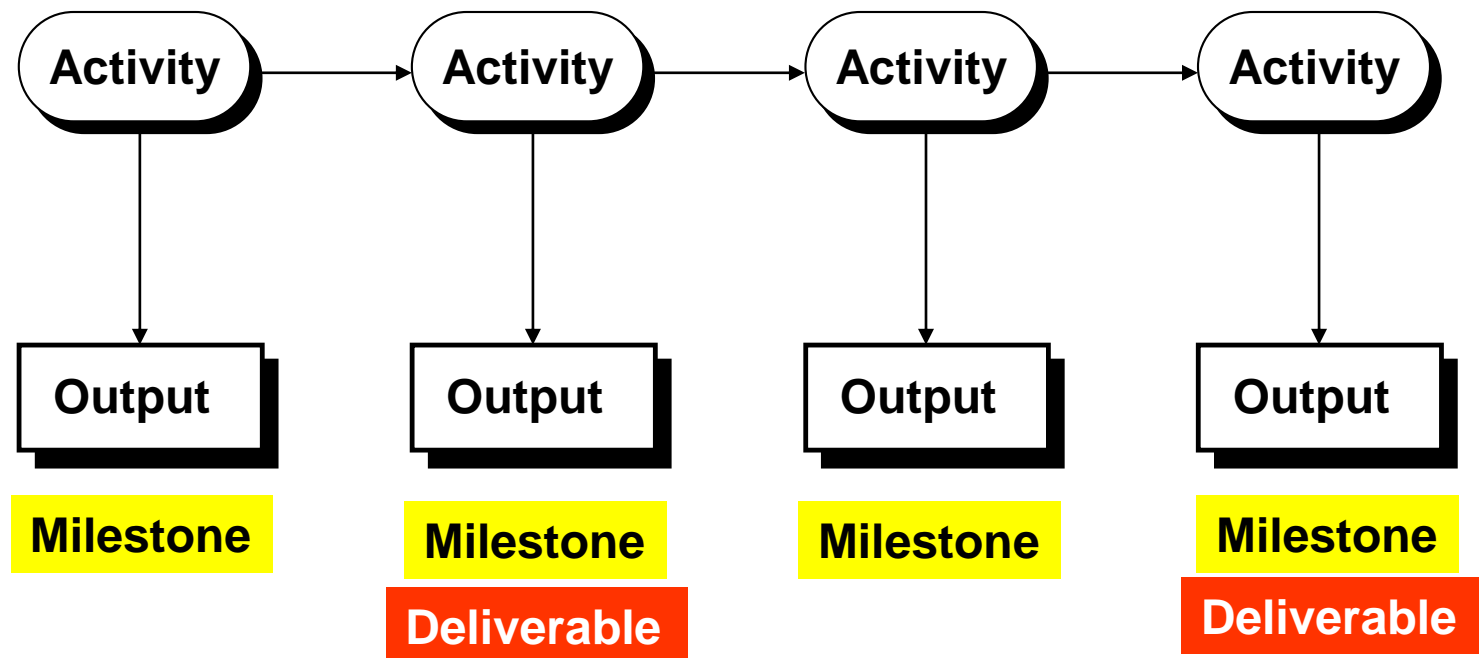 Activity
Activity
Activity
Activity
Output
Output
Output
Output
Milestone
Milestone
Milestone
Milestone
Deliverable
Deliverable